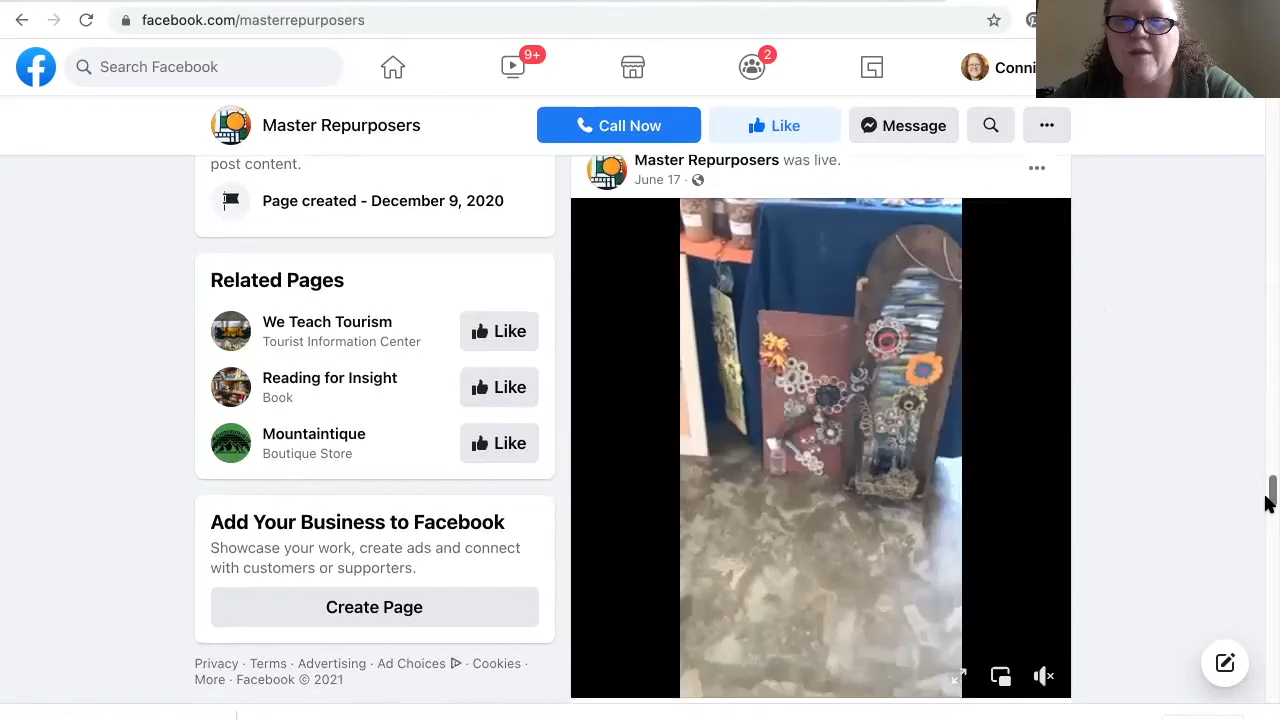 facebook.com/masterrepurposers
Search Facebook
9+
2
Conni
Master Repurposers
Call Now
Like
Message
post content.
Page created - December 9, 2020
Master Repurposers was live.
June 17 ·
Related Pages
We Teach Tourism
Tourist Information Center
Like
Reading for Insight
Book
Like
Mountaintique
Boutique Store
Like
Add Your Business to Facebook
Showcase your work, create ads and connect
with customers or supporters.
Create Page
Privacy · Terms · Advertising · Ad Choices · Cookies ·
More · Facebook © 2021